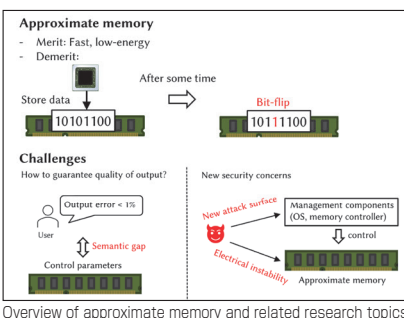 Approximate memory
- Merit: Fast, low-energy
- Demerit:
After some time
Store data
Bit-flip
10101100
10111100
Challenges
How to guarantee quality of output?
New security concerns
Output error < 1%
User
Semantic gap
Control parameters
New attack surface
Management components
(OS, memory controller)
control
Electrical instability
Approximate memory
Overview of approximate memory and related research topics